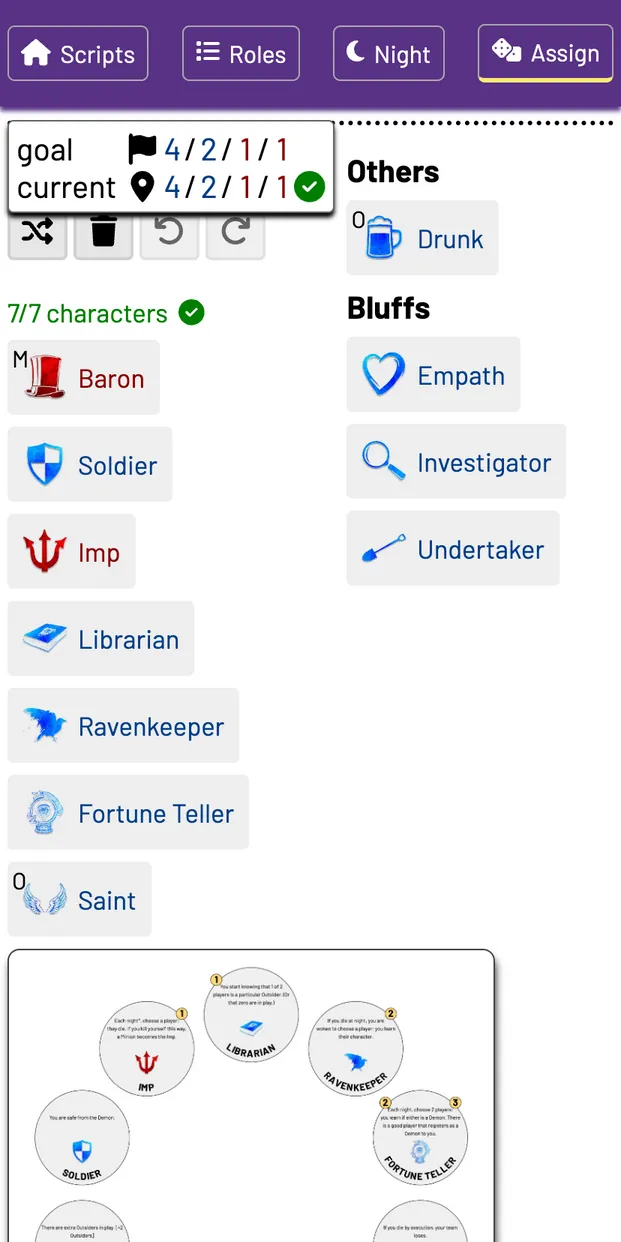 Scripts
Roles
Night
Assign
goal 4/2/1/1
current 4/2/1/1
7/7 characters
M
Baron
Soldier
Imp
Librarian
Ravenkeeper
Fortune Teller
O
Saint
Others
O
Drunk
Bluffs
Empath
Investigator
Undertaker
1
You start knowing that 1 of 2
players is a particular Outsider. (Or
that zero are in play.)
LIBRARIAN
1
Each night*, choose a player:
they die. If you kill yourself this way,
a Minion becomes the Imp.
IMP
2
If you die at night, you are
woken to choose a player: you learn
their character.
RAVENKEEPER
You are safe from the Demon.
SOLDIER
2
3
Each night, choose 2 players:
you learn if either is a Demon. There
is a good player that registers as a
Demon to you.
FORTUNE TELLER
There are extra Outsiders in play. [+2
Outsiders]
If you die by execution, your team
loses.